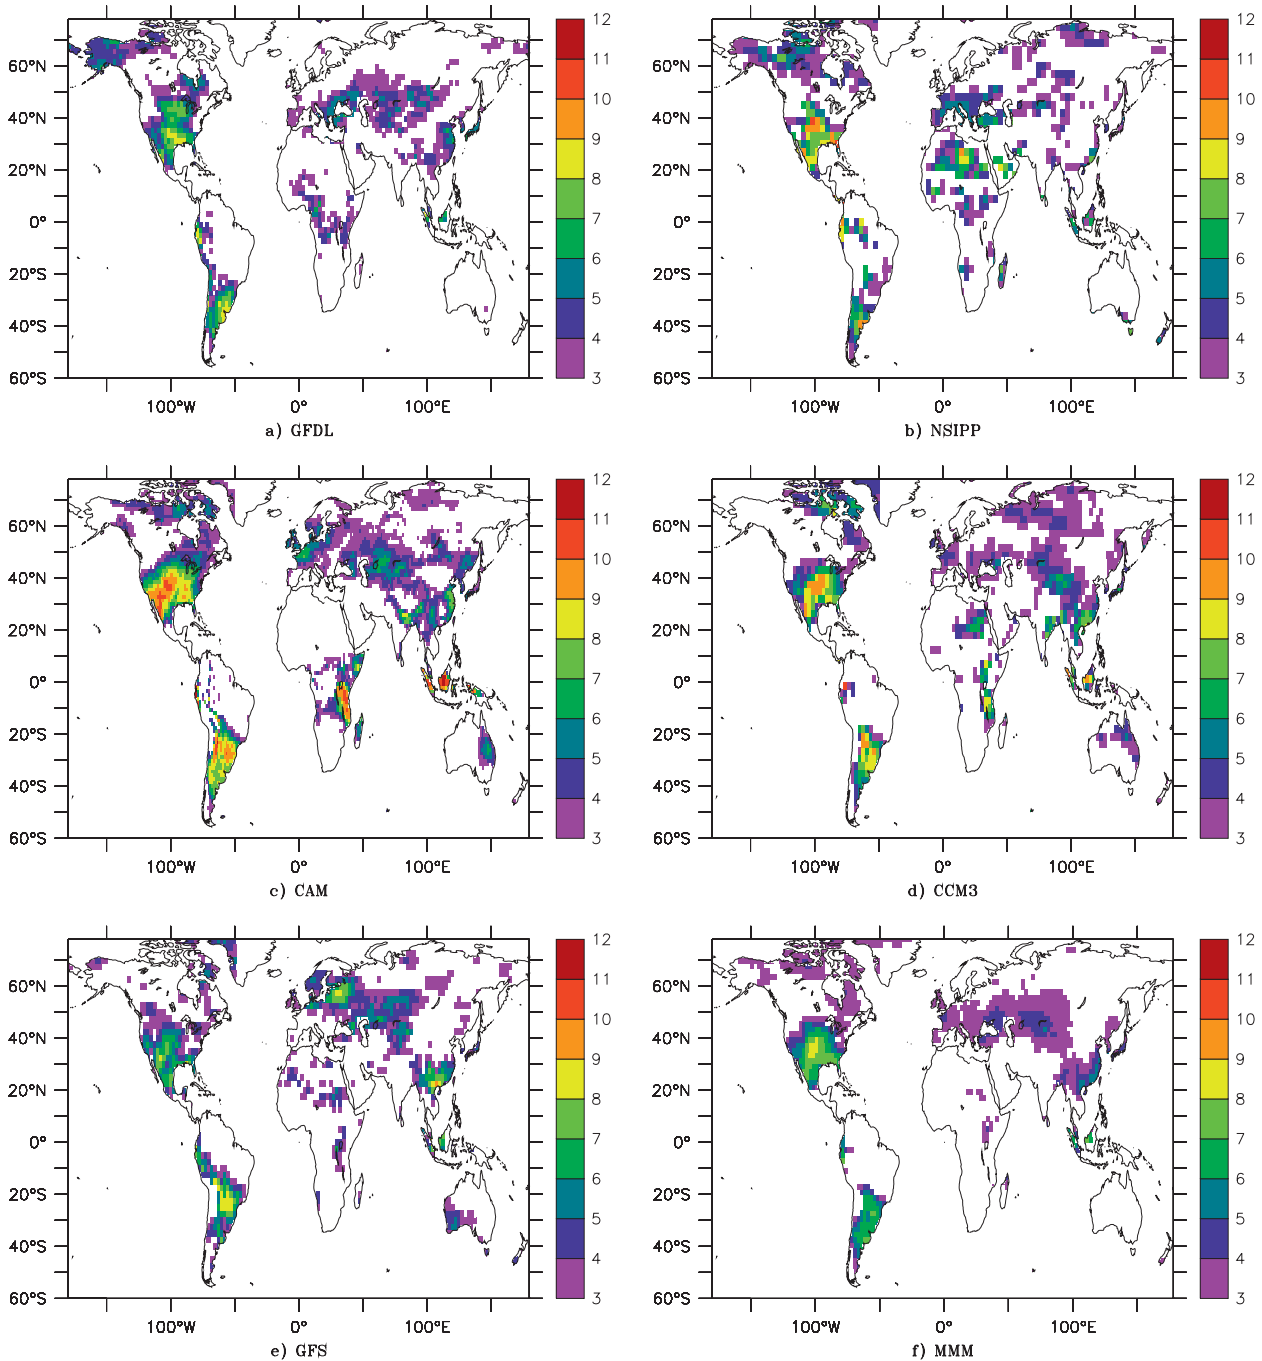 12 12
11 11
60°N 10 60°N 10
40°N 9 40°N 9
20°N 8 20°N 8
0° 7 0° 7
20°S 6 20°S 6
40°S 5 40°S 5
4 4
60°S 3 60°S 3
100°W 0° 100°E 100°W 0° 100°E
a) GFDL b) NSIPP
12 12
11 11
60°N 10 60°N 10
40°N 9 40°N 9
20°N 8 20°N 8
0° 7 0° 7
20°S 6 20°S 6
40°S 5 40°S 5
4 4
60°S 3 60°S 3
100°W 0° 100°E 100°W 0° 100°E
c) CAM d) CCM3
12 12
11 11
60°N 10 60°N 10
40°N 9 40°N 9
20°N 8 20°N 8
0° 7 0° 7
20°S 6 20°S 6
40°S 5 40°S 5
4 4
60°S 3 60°S 3
100°W 0° 100°E 100°W 0° 100°E
e) GFS f) MMM